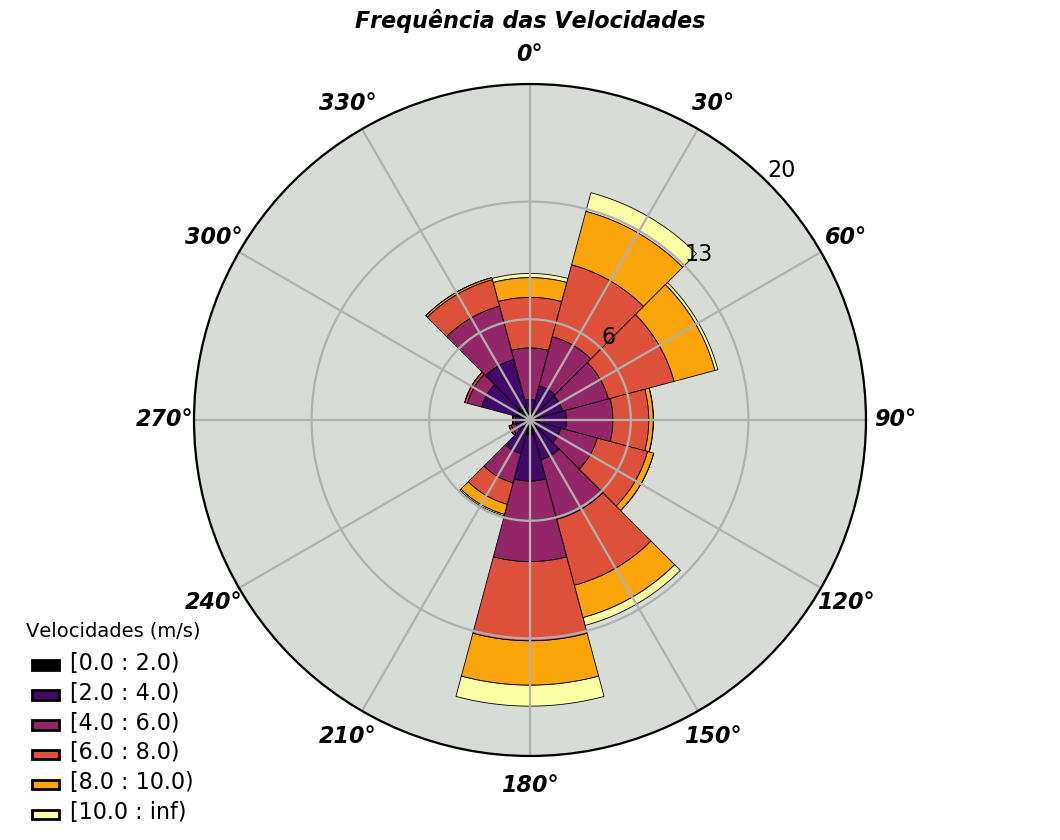 Frequência das Velocidades
0°
330°
30°
20
300°
60°
13
6
270°
90°
240°
120°
210°
150°
180°
Velocidades (m/s)
[0.0 : 2.0)
[2.0 : 4.0)
[4.0 : 6.0)
[6.0 : 8.0)
[8.0 : 10.0)
[10.0 : inf)